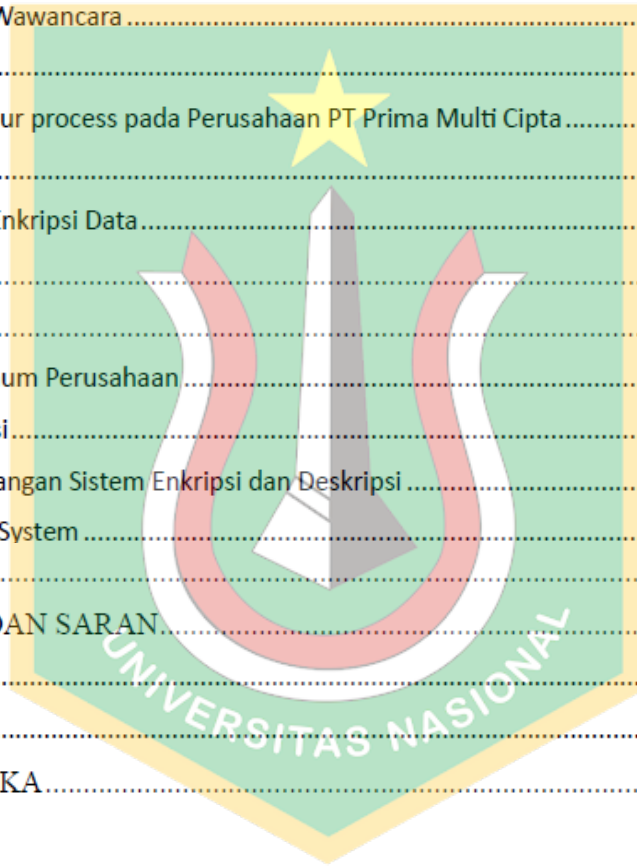 Wawancara ....................
....................
ur process pada Perusahaan PT Prima Multi Cipta ....................
....................
Enkripsi Data ....................
....................
....................
um Perusahaan ....................
si ....................
angan Sistem Enkripsi dan Deskripsi ....................
System ....................
....................
DAN SARAN ....................
....................
....................
KA ....................
UNIVERSITAS NASIONAL